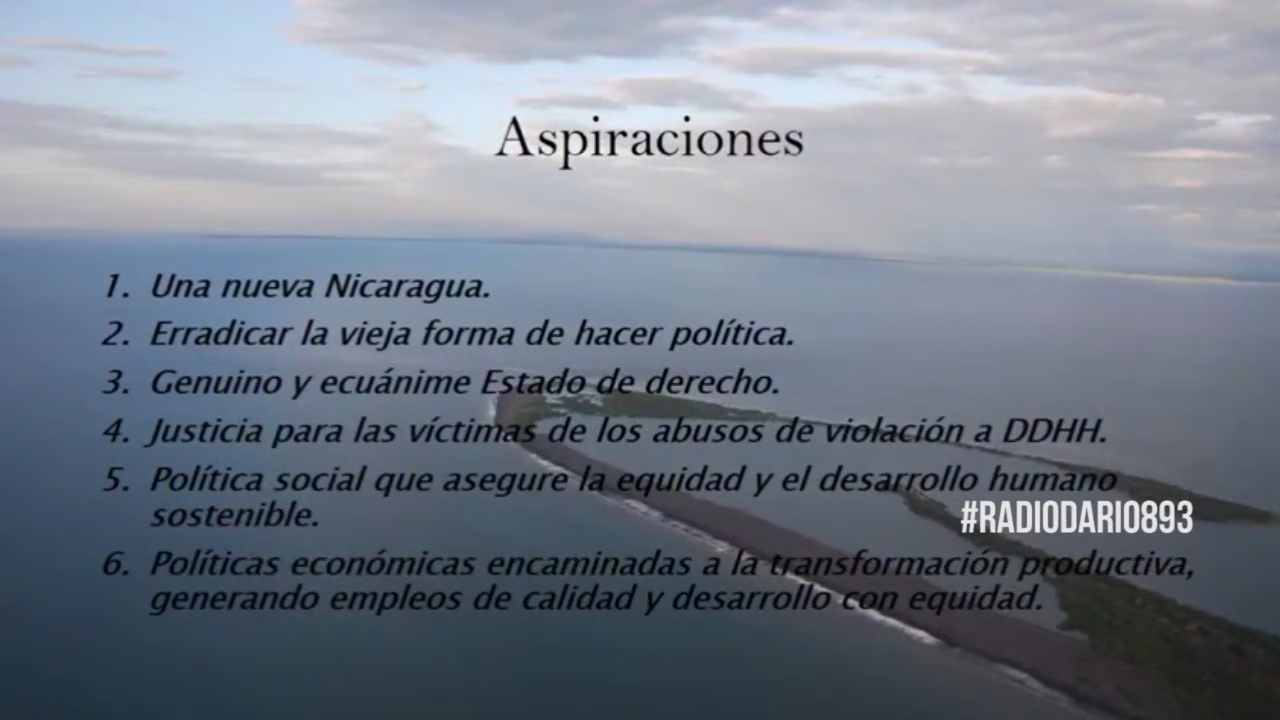 Aspiraciones
1. Una nueva Nicaragua.
2. Erradicar la vieja forma de hacer política.
3. Genuino y ecuánime Estado de derecho.
4. Justicia para las víctimas de los abusos de violación a DDHH.
5. Política social que asegure la equidad y el desarrollo humano
sostenible.
#RADIODARIO893
6. Políticas económicas encaminadas a la transformación productiva,
generando empleos de calidad y desarrollo con equidad.